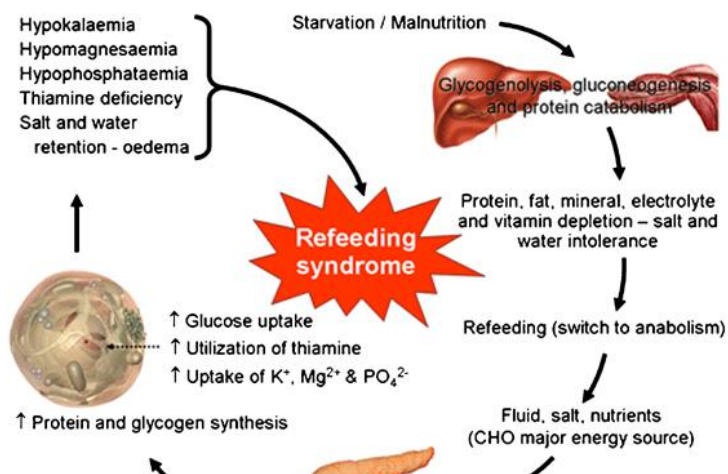 Starvation / Malnutrition
Glycogenolysis, gluconeogenesis
and protein catabolism
Protein, fat, mineral, electrolyte
and vitamin depletion – salt and
water intolerance
Refeeding (switch to anabolism)
Fluid, salt, nutrients
(CHO major energy source)
↑ Glucose uptake
↑ Utilization of thiamine
↑ Uptake of K⁺, Mg²⁺ & PO₄²⁻
↑ Protein and glycogen synthesis
Hypokalaemia
Hypomagnesaemia
Hypophosphataemia
Thiamine deficiency
Salt and water
retention - oedema
Refeeding
syndrome